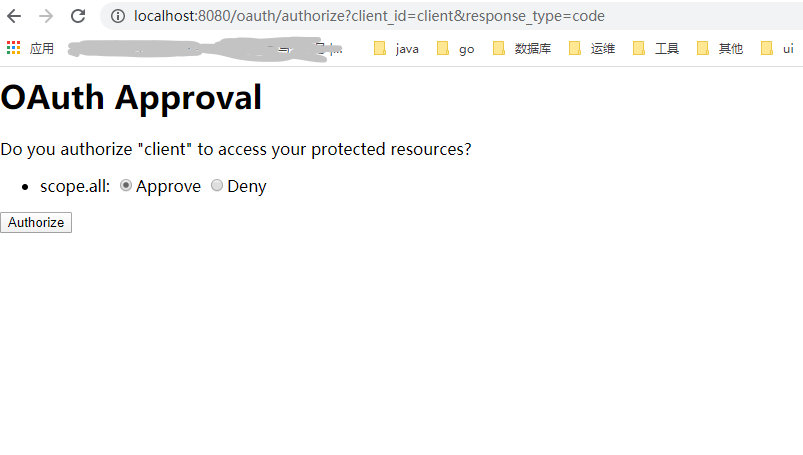 localhost:8080/oauth/authorize?client_id=client&response_type=code
应用 java go 数据库 运维 工具 其他 ui
OAuth Approval
Do you authorize "client" to access your protected resources?
scope.all: Approve Deny
Authorize